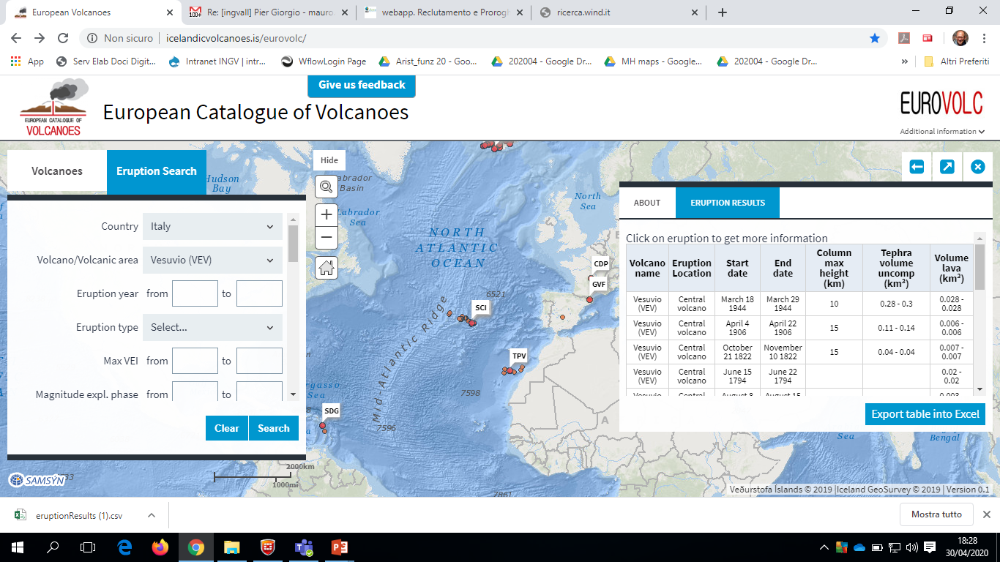 European Volcanoes
Re: [ingvall] Pier Giorgio - mauro.
webapp. Reclutamento e Prorogh
ricerca.wind.it
Non sicuro | icelandicvolcanoes.is/eurovolc/
App
Serv Elab Doci Digit...
Intranet INGV | intr...
WflowLogin Page
Arist_funz 20 - Goo...
202004 - Google Dr...
MH maps - Google...
202004 - Google Dr...
»
Altri Preferiti
EUROPEAN CATALOGUE OF
VOLCANOES
European Catalogue of Volcanoes
Give us feedback
EUROVOLC
Additional information
Volcanoes
Eruption Search
Country
Italy
Volcano/Volcanic area
Vesuvio (VEV)
Eruption year from to
Eruption type
Select...
Max VEI from to
Magnitude expl. phase from to
Clear
Search
Hide
+
−
Hudson
Bay
abrador
Basin
Labrador
Sea
NORTH
ATLANTIC
OCEAN
North
Sea
CDP
GVF
6521
SCI
Mid-Atlantic Ridge
TPV
rgasso
Sea
7598
SDG
7596
A
7861
Sea
Bengal
2000km
1000mi
SAMSÝN
ABOUT
ERUPTION RESULTS
Click on eruption to get more information
Volcano name Eruption Location Start date End date Column max height (km) Tephra volume uncomp (km³) Volume lava (km³)
Vesuvio (VEV) Central volcano March 18 1944 March 29 1944 10 0.28 - 0.3 0.028 - 0.028
Vesuvio (VEV) Central volcano April 4 1906 April 22 1906 15 0.11 - 0.14 0.006 - 0.006
Vesuvio (VEV) Central volcano October 21 1822 November 10 1822 15 0.04 - 0.04 0.007 - 0.007
Vesuvio (VEV) Central volcano June 15 1794 June 22 1794 0.02 - 0.02
Export table into Excel
Veðurstofa Íslands © 2019 |Iceland GeoSurvey © 2019 | Version 0.1
eruptionResults (1).csv
Mostra tutto
18:28
30/04/2020